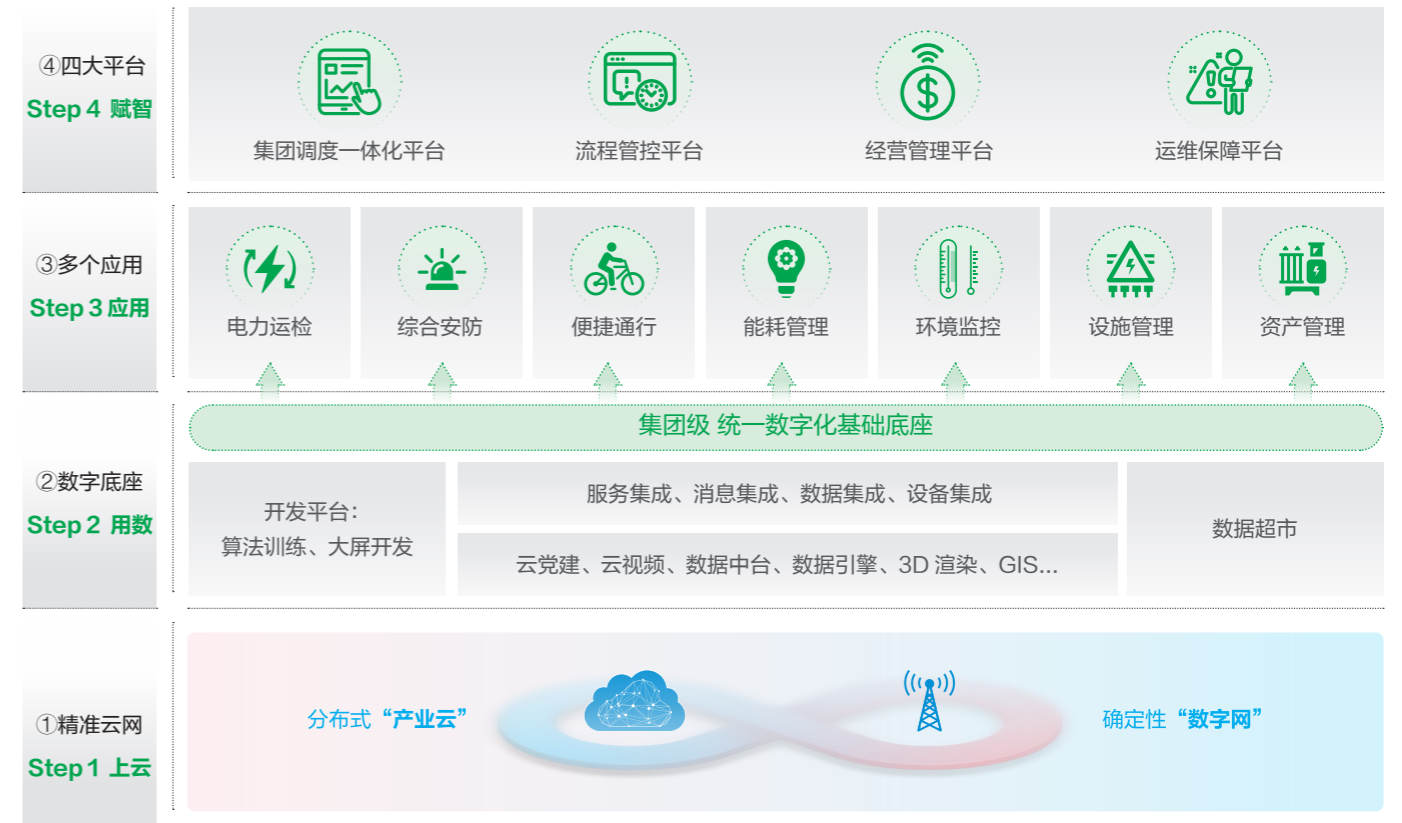 ④四大平台
Step 4 赋智
集团调度一体化平台
流程管控平台
经营管理平台
运维保障平台
③多个应用
Step 3 应用
电力运检
综合安防
便捷通行
能耗管理
环境监控
设施管理
资产管理
集团级 统一数字化基础底座
②数字底座
Step 2 用数
开发平台：
算法训练、大屏开发
服务集成、消息集成、数据集成、设备集成
云党建、云视频、数据中台、数据引擎、3D 渲染、GIS...
数据超市
①精准云网
Step 1 上云
分布式“产业云”
确定性“数字网”